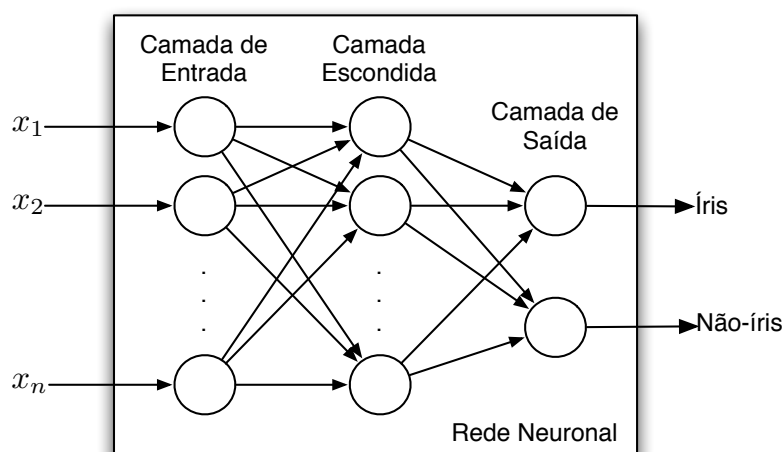 Camada de
Entrada
Camada
Escondida
Camada de
Saída
x1
x2
xn
Íris
Não-íris
Rede Neuronal